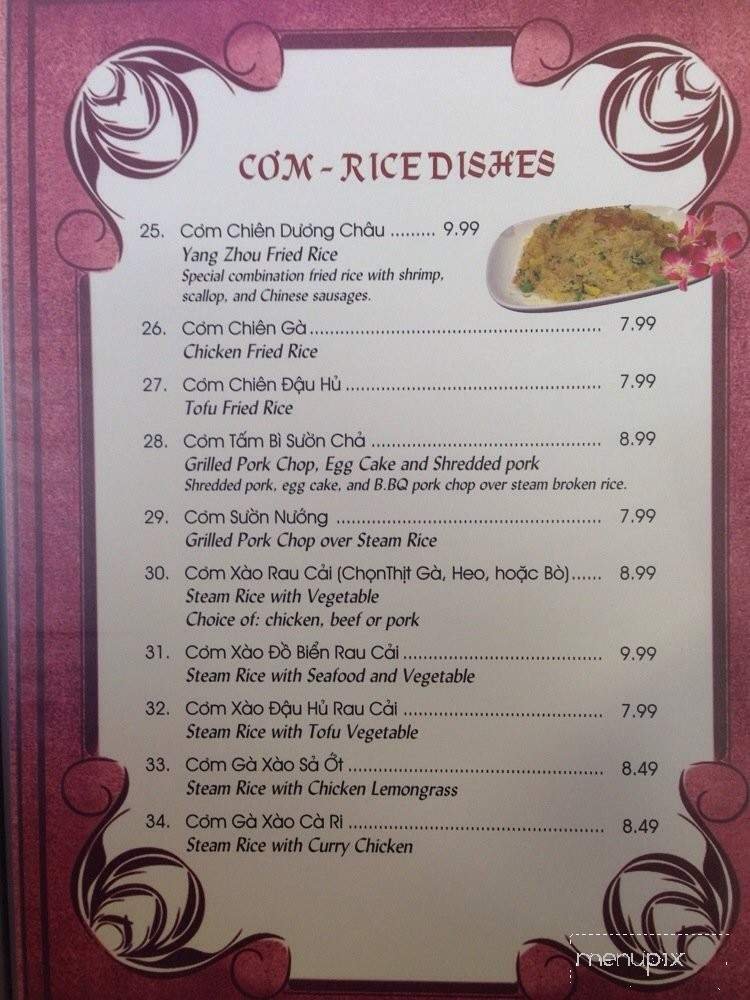 CƠM - RICE DISHES
25. Cơm Chiên Dương Châu ......... 9.99
Yang Zhou Fried Rice
Special combination fried rice with shrimp,
scallop, and Chinese sausages.
26. Cơm Chiên Gà ............................................................ 7.99
Chicken Fried Rice
27. Cơm Chiên Đậu Hủ ..................................................... 7.99
Tofu Fried Rice
28. Cơm Tấm Bì Sườn Chả ................................................ 8.99
Grilled Pork Chop, Egg Cake and Shredded pork
Shredded pork, egg cake, and B.BQ pork chop over steam broken rice.
29. Cơm Sườn Nướng ....................................................... 7.99
Grilled Pork Chop over Steam Rice
30. Cơm Xào Rau Cải (ChọnThịt Gà, Heo, hoặc Bò)...... 8.99
Steam Rice with Vegetable
Choice of: chicken, beef or pork
31. Cơm Xào Đồ Biển Rau Cải .......................................... 9.99
Steam Rice with Seafood and Vegetable
32. Cơm Xào Đậu Hủ Rau Cải .......................................... 7.99
Steam Rice with Tofu Vegetable
33. Cơm Gà Xào Sả Ớt ..................................................... 8.49
Steam Rice with Chicken Lemongrass
34. Cơm Gà Xào Cà Ri ..................................................... 8.49
Steam Rice with Curry Chicken
menupix